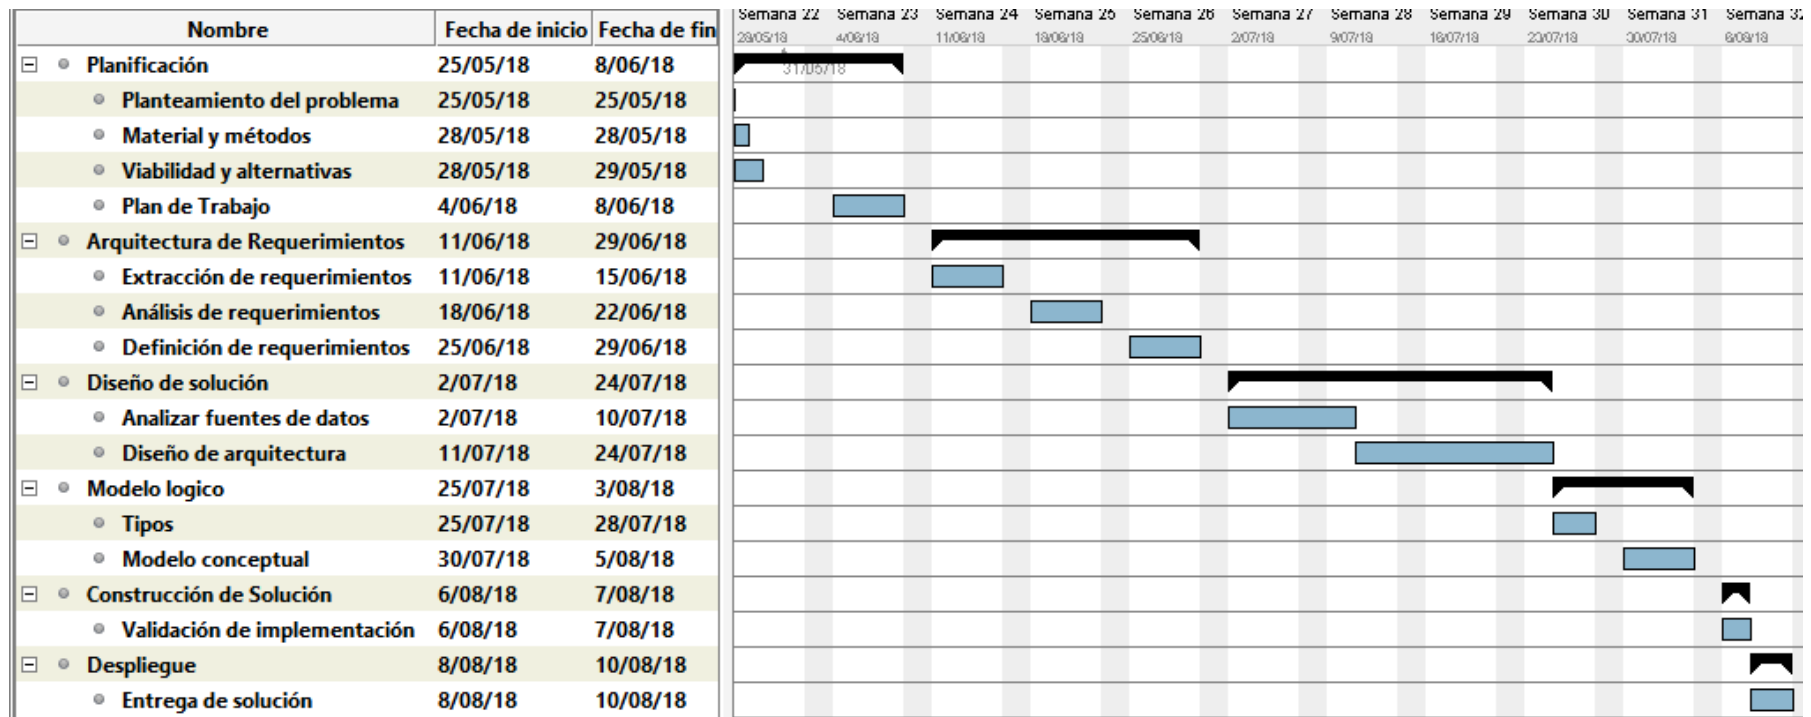 Semana 22 Semana 23 Semana 24 Semana 25 Semana 26 Semana 27 Semana 28 Semana 29 Semana 30 Semana 31 Semana 32
Nombre Fecha de inicio Fecha de fin
28/05/18 4/06/18 11/06/18 18/06/18 25/06/18 2/07/18 9/07/18 16/07/18 23/07/18 30/07/18 6/08/18
Planificación 25/05/18 8/06/18
31/05/18
Planteamiento del problema 25/05/18 25/05/18
Material y métodos 28/05/18 28/05/18
Viabilidad y alternativas 28/05/18 29/05/18
Plan de Trabajo 4/06/18 8/06/18
Arquitectura de Requerimientos 11/06/18 29/06/18
Extracción de requerimientos 11/06/18 15/06/18
Análisis de requerimientos 18/06/18 22/06/18
Definición de requerimientos 25/06/18 29/06/18
Diseño de solución 2/07/18 24/07/18
Analizar fuentes de datos 2/07/18 10/07/18
Diseño de arquitectura 11/07/18 24/07/18
Modelo logico 25/07/18 3/08/18
Tipos 25/07/18 28/07/18
Modelo conceptual 30/07/18 5/08/18
Construcción de Solución 6/08/18 7/08/18
Validación de implementación 6/08/18 7/08/18
Despliegue 8/08/18 10/08/18
Entrega de solución 8/08/18 10/08/18